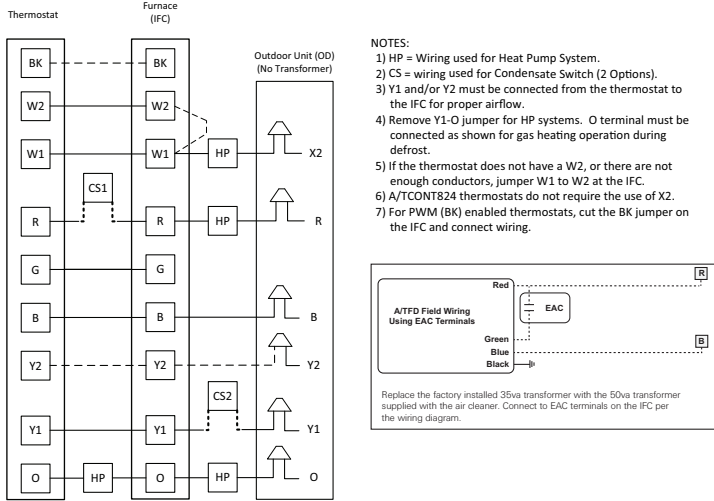 Thermostat
Furnace
(IFC)
Outdoor Unit (OD)
(No Transformer)
BK BK
W2 W2
W1 W1 HP X2
CS1
R R HP R
G G
B B B
Y2 Y2 Y2
CS2
Y1 Y1 Y1
O HP O HP O
NOTES:
1) HP = Wiring used for Heat Pump System.
2) CS = wiring used for Condensate Switch (2 Options).
3) Y1 and/or Y2 must be connected from the thermostat to
the IFC for proper airflow.
4) Remove Y1-O jumper for HP systems. O terminal must be
connected as shown for gas heating operation during
defrost.
5) If the thermostat does not have a W2, or there are not
enough conductors, jumper W1 to W2 at the IFC.
6) A/TCONT824 thermostats do not require the use of X2.
7) For PWM (BK) enabled thermostats, cut the BK jumper on
the IFC and connect wiring.
Red R
A/TFD Field Wiring
Using EAC Terminals
EAC
Green
Blue B
Black
Replace the factory installed 35va transformer with the 50va transformer
supplied with the air cleaner. Connect to EAC terminals on the IFC per
the wiring diagram.